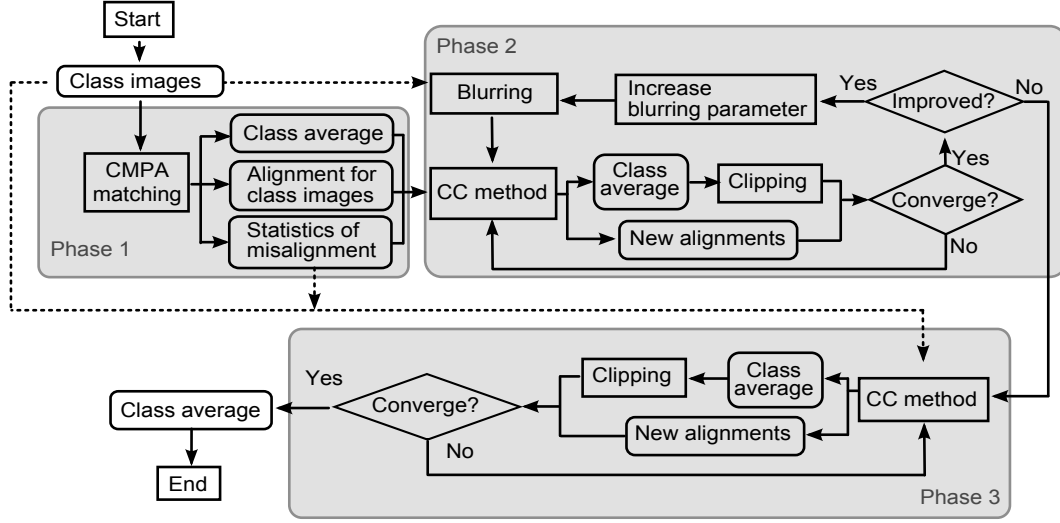 Start
Class images
Phase 1
CMPA
matching
Class average
Alignment for
class images
Statistics of
misalignment
Phase 2
Blurring
Increase
blurring parameter
Yes
Improved?
No
CC method
Class
average
Clipping
New alignments
Yes
Converge?
No
Phase 3
CC method
Class
average
Clipping
New alignments
Converge?
Yes
No
Class average
End